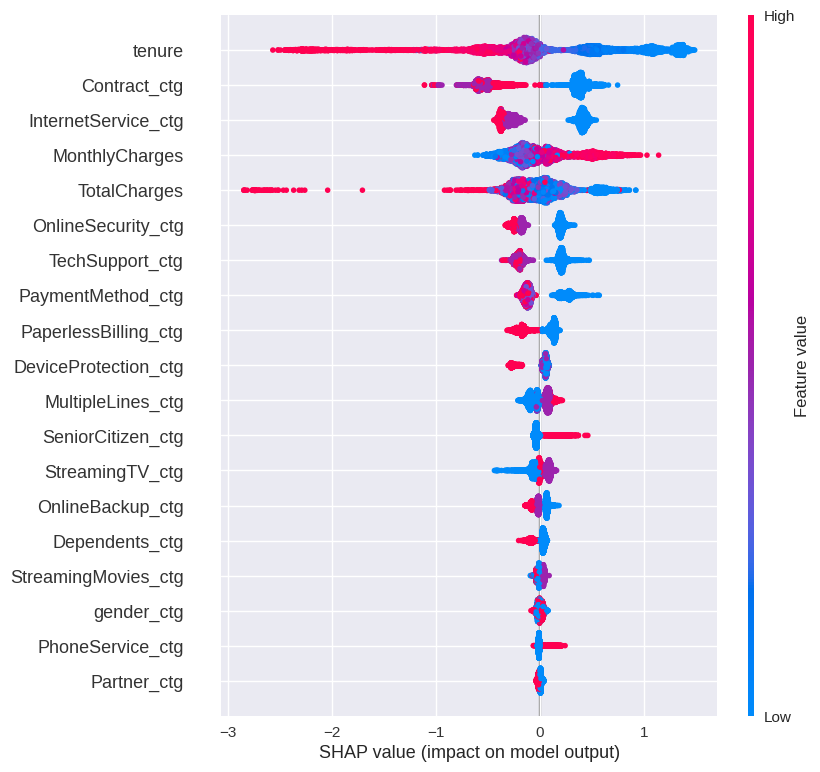 High
tenure
Contract_ctg
InternetService_ctg
MonthlyCharges
TotalCharges
OnlineSecurity_ctg
TechSupport_ctg
PaymentMethod_ctg
PaperlessBilling_ctg
DeviceProtection_ctg
MultipleLines_ctg
SeniorCitizen_ctg
StreamingTV_ctg
OnlineBackup_ctg
Dependents_ctg
StreamingMovies_ctg
gender_ctg
PhoneService_ctg
Partner_ctg
Feature value
Low
−3 −2 −1 0 1
SHAP value (impact on model output)